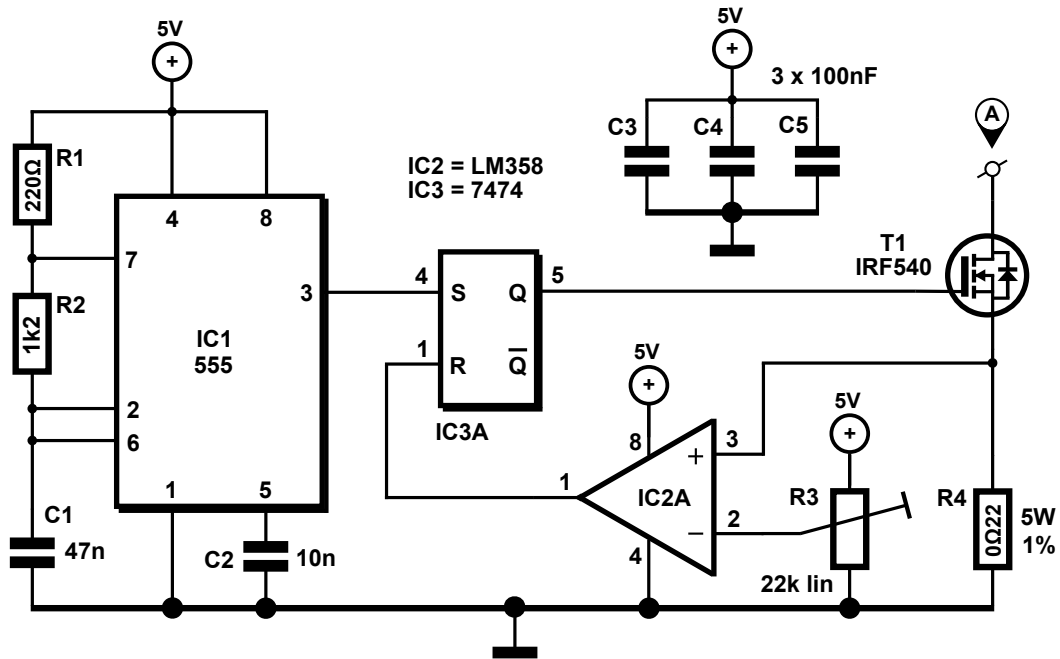 5V
+
R1
220Ω
R2
1k2
C1
47n
4
8
7
3
2
6
1
5
IC1
555
C2
10n
IC2 = LM358
IC3 = 7474
4
S
Q
5
1
R
Q
IC3A
5V
+
3 x 100nF
C3
C4
C5
A
T1
IRF540
5V
+
8
1
IC2A
+
3
−
2
4
5V
+
R3
22k lin
R4
0Ω22
5W
1%